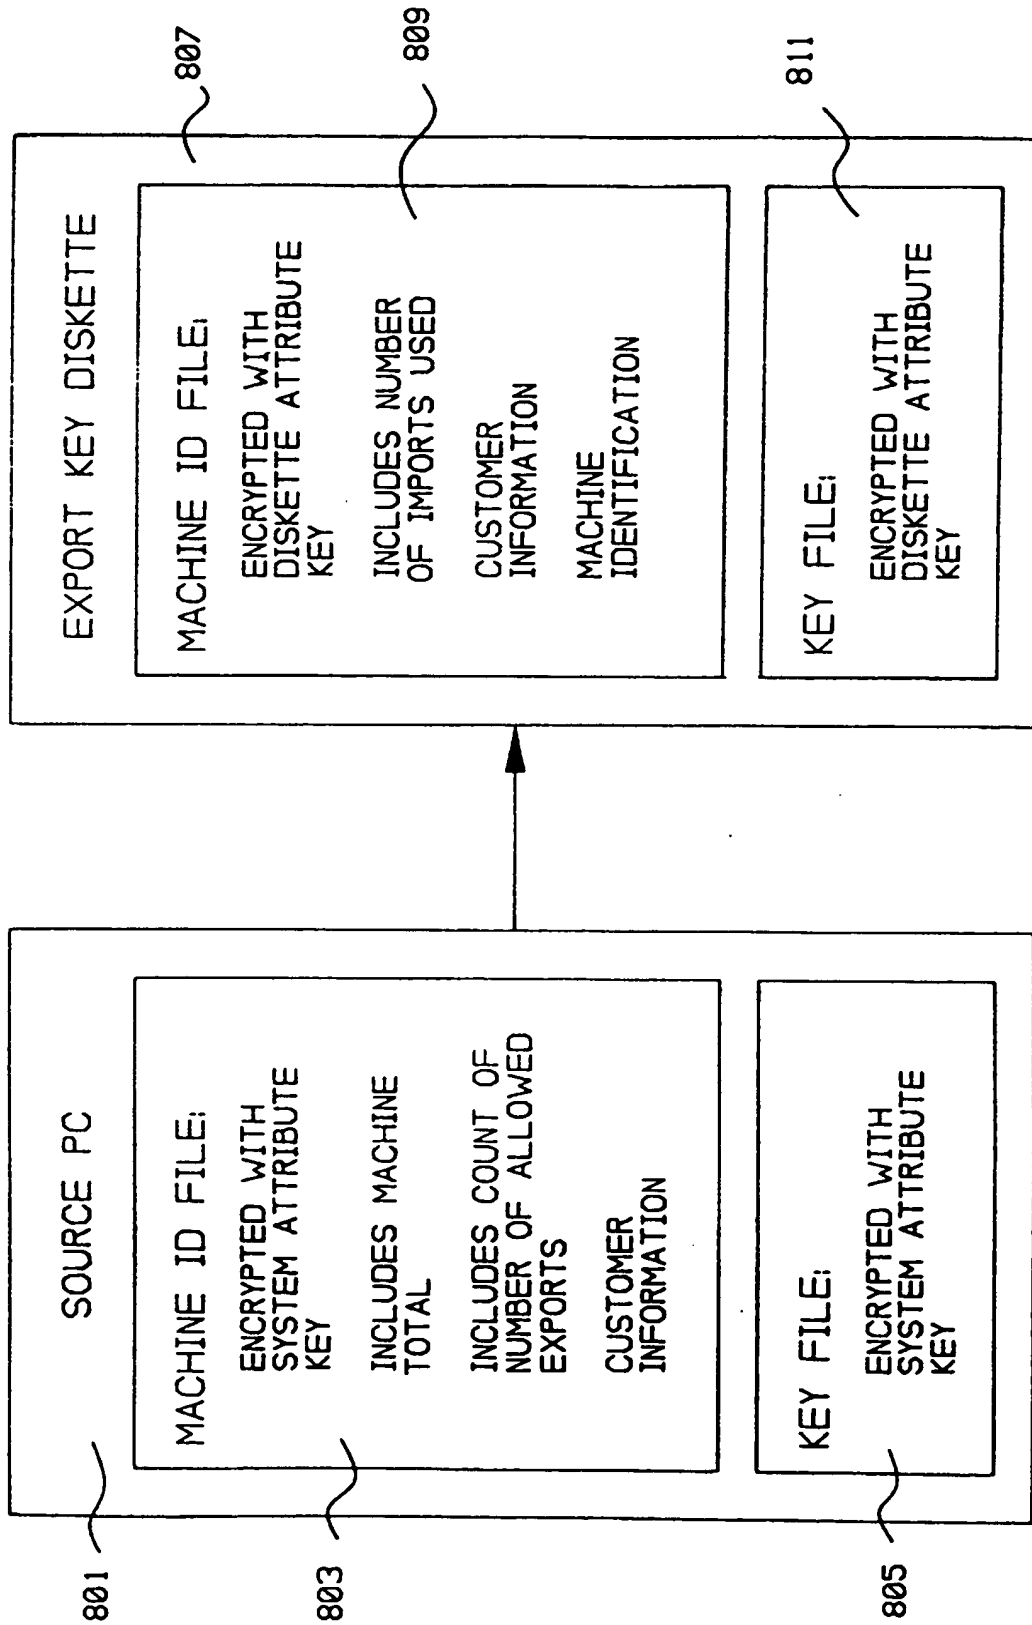 801
SOURCE PC
803
MACHINE ID FILE:
ENCRYPTED WITH
SYSTEM ATTRIBUTE
KEY
INCLUDES MACHINE
TOTAL
INCLUDES COUNT OF
NUMBER OF ALLOWED
EXPORTS
CUSTOMER
INFORMATION
805
KEY FILE:
ENCRYPTED WITH
SYSTEM ATTRIBUTE
KEY
807
EXPORT KEY DISKETTE
809
MACHINE ID FILE:
ENCRYPTED WITH
DISKETTE ATTRIBUTE
KEY
INCLUDES NUMBER
OF IMPORTS USED
CUSTOMER
INFORMATION
MACHINE
IDENTIFICATION
811
KEY FILE:
ENCRYPTED WITH
DISKETTE ATTRIBUTE
KEY